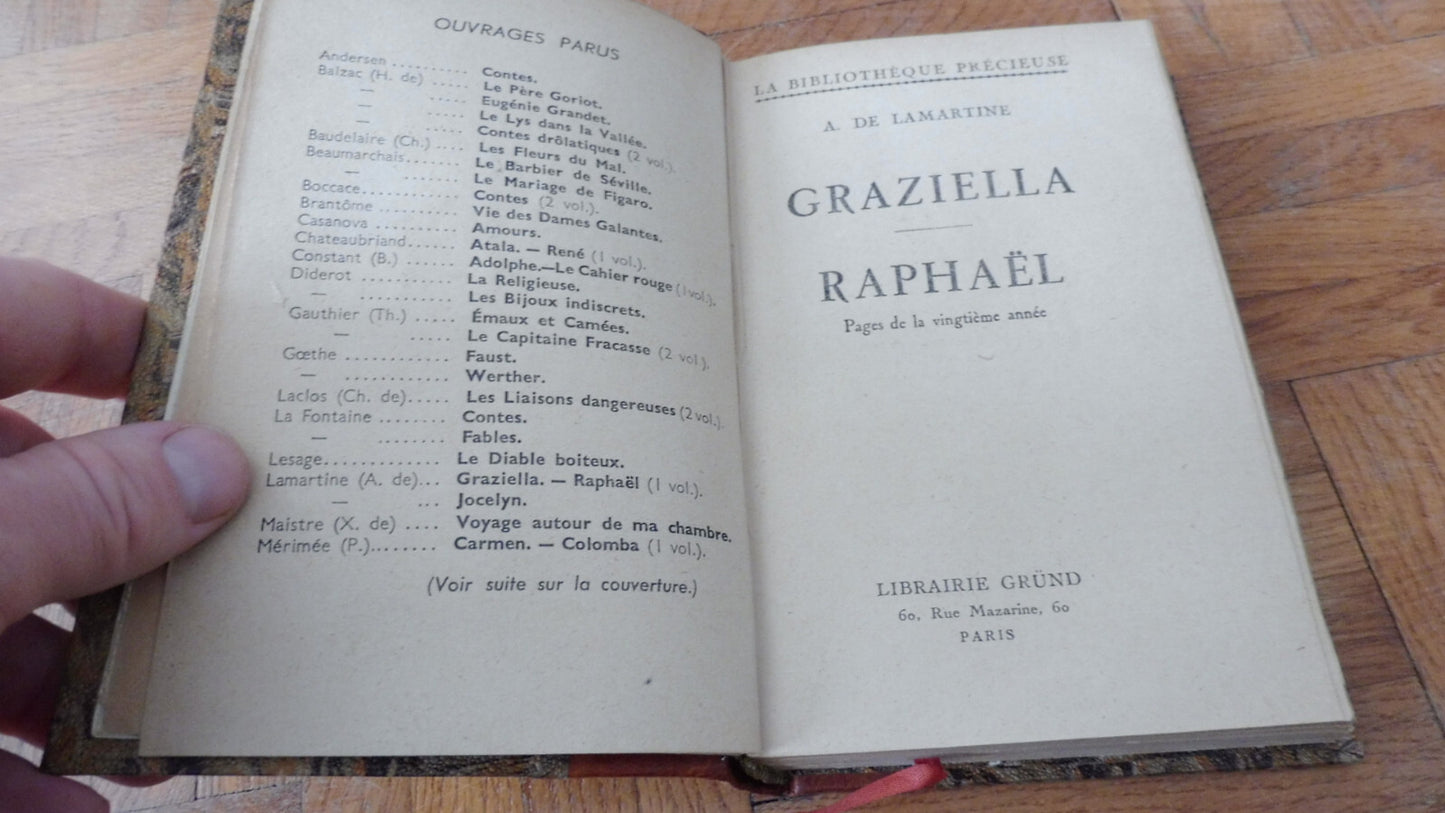 OUVRAGES PARUS
Andersen .......... Contes.
Balzac (H. de) ..... Le Père Goriot.
— ..... Eugénie Grandet.
— ..... Le Lys dans la Vallée.
— ..... Contes drôlatiques (2 vol.).
Baudelaire (Ch.) .... Les Fleurs du Mal.
Beaumarchais....... Le Barbier de Séville.
— ....... Le Mariage de Figaro.
Boccace............ Contes (2 vol.).
Brantôme .......... Vie des Dames Galantes.
Casanova .......... Amours.
Chateaubriand...... Atala. — René (1 vol.).
Constant (B.) ...... Adolphe.—Le Cahier rouge (1 vol.).
Diderot ........... La Religieuse.
— ........... Les Bijoux indiscrets.
Gauthier (Th.) ..... Émaux et Camées.
— ..... Le Capitaine Fracasse (2 vol.).
Gœthe ............ Faust.
— ............ Werther.
Laclos (Ch. de)..... Les Liaisons dangereuses (2 vol.).
La Fontaine ........ Contes.
— ........ Fables.
Lesage............. Le Diable boiteux.
Lamartine (A. de)... Graziella. — Raphaël (1 vol.).
— ... Jocelyn.
Maistre (X. de) .... Voyage autour de ma chambre.
Mérimée (P.)........ Carmen. — Colomba (1 vol.).
(Voir suite sur la couverture.)
LA BIBLIOTHÈQUE PRÉCIEUSE
A. DE LAMARTINE
GRAZIELLA
RAPHAËL
Pages de la vingtième année
LIBRAIRIE GRÜND
60, Rue Mazarine, 60
PARIS